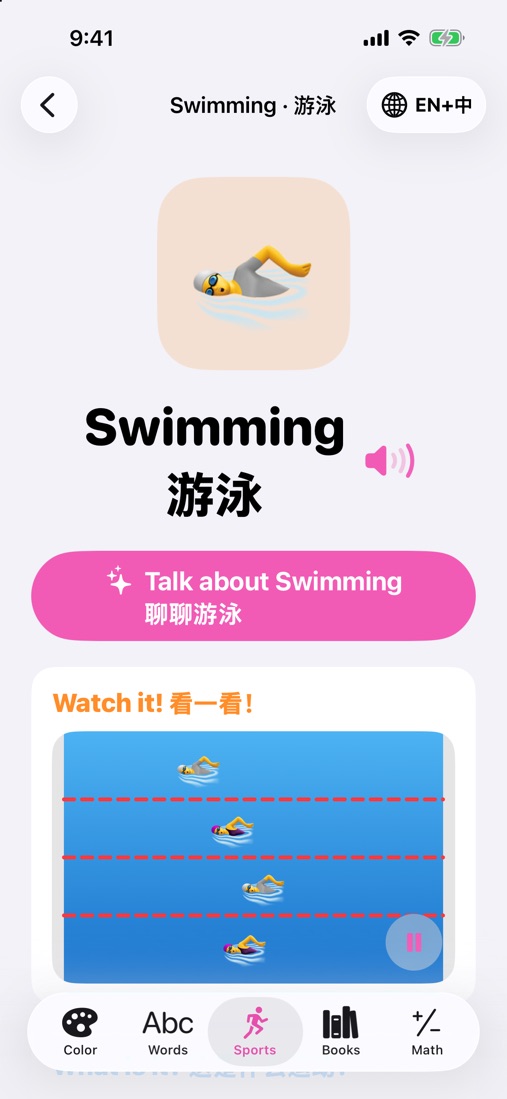 9:41
Swimming · 游泳
EN+中
Swimming
游泳
Talk about Swimming
聊聊游泳
Watch it! 看一看！
Color
Abc
Words
Sports
Books
Math